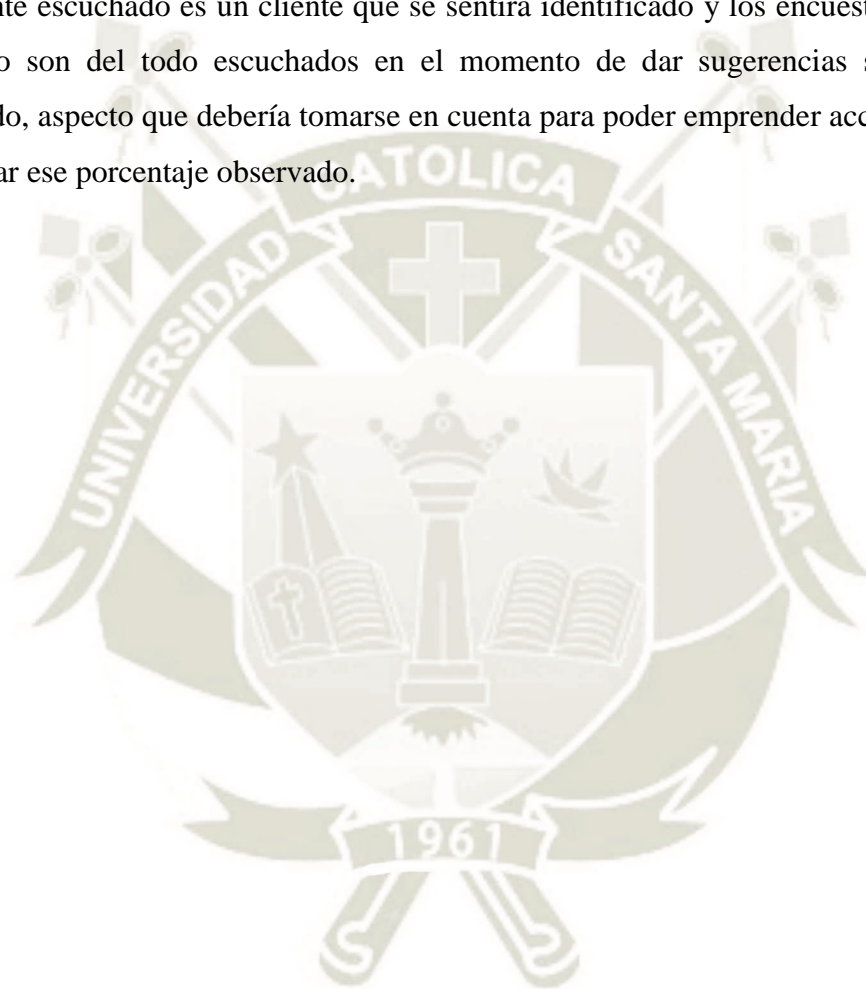 nte escuchado es un cliente que se sentirá identificado y los encuest
o son del todo escuchados en el momento de dar sugerencias s
do, aspecto que debería tomarse en cuenta para poder emprender acc
ar ese porcentaje observado.
UNIVERSIDAD CATOLICA SANTA MARIA
1961